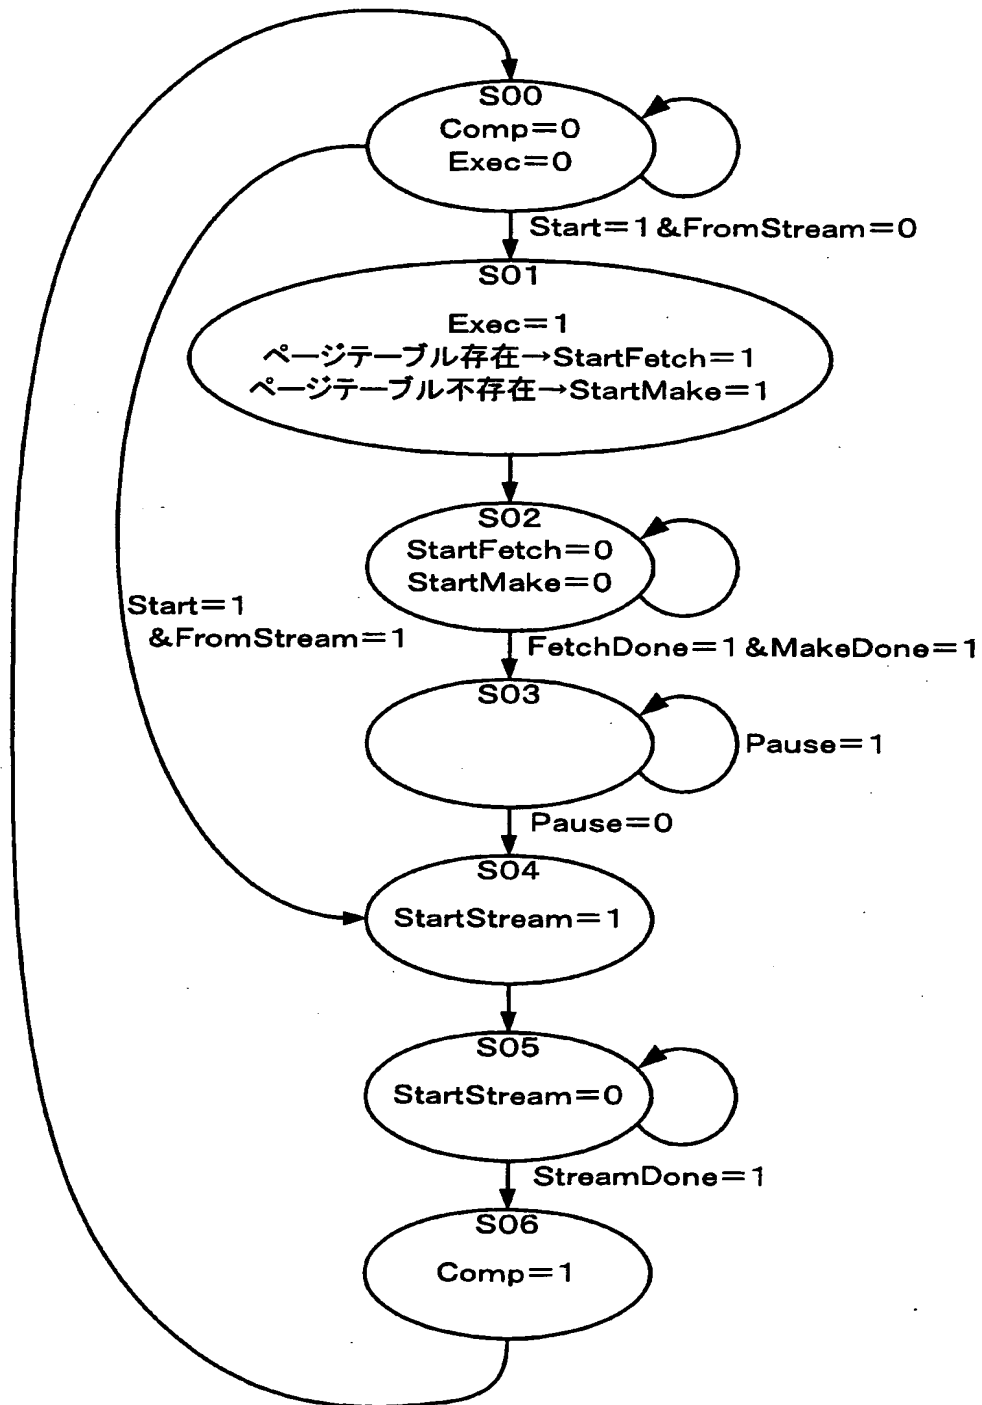 S00
Comp=0
Exec=0
Start=1&FromStream=0
S01
Exec=1
ページテーブル存在→StartFetch=1
ページテーブル不存在→StartMake=1
S02
StartFetch=0
StartMake=0
Start=1
&FromStream=1
FetchDone=1&MakeDone=1
S03
Pause=1
Pause=0
S04
StartStream=1
S05
StartStream=0
StreamDone=1
S06
Comp=1